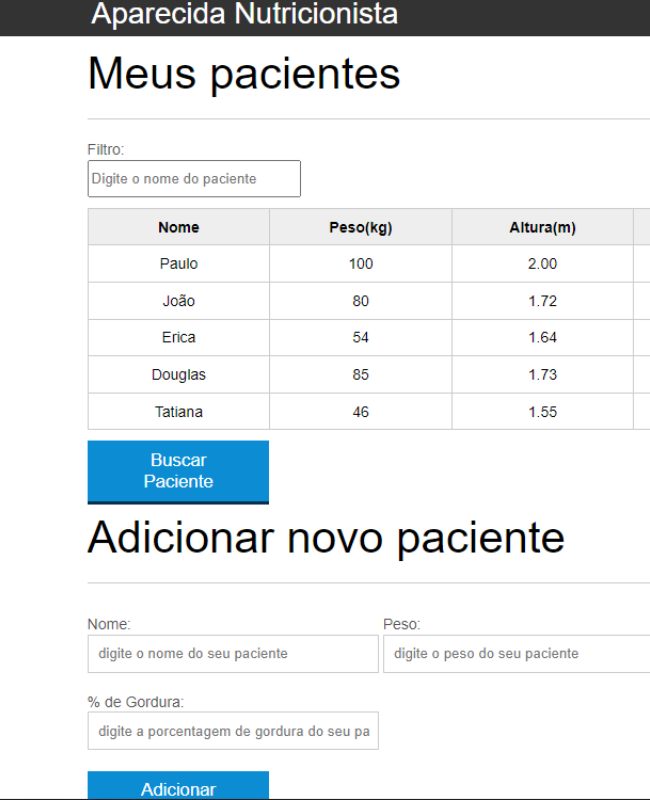 Aparecida Nutricionista
Meus pacientes
Filtro:
Digite o nome do paciente
Nome Peso(kg) Altura(m)
Paulo 100 2.00
João 80 1.72
Erica 54 1.64
Douglas 85 1.73
Tatiana 46 1.55
Buscar
Paciente
Adicionar novo paciente
Nome: Peso:
digite o nome do seu paciente digite o peso do seu paciente
% de Gordura:
digite a porcentagem de gordura do seu pa
Adicionar